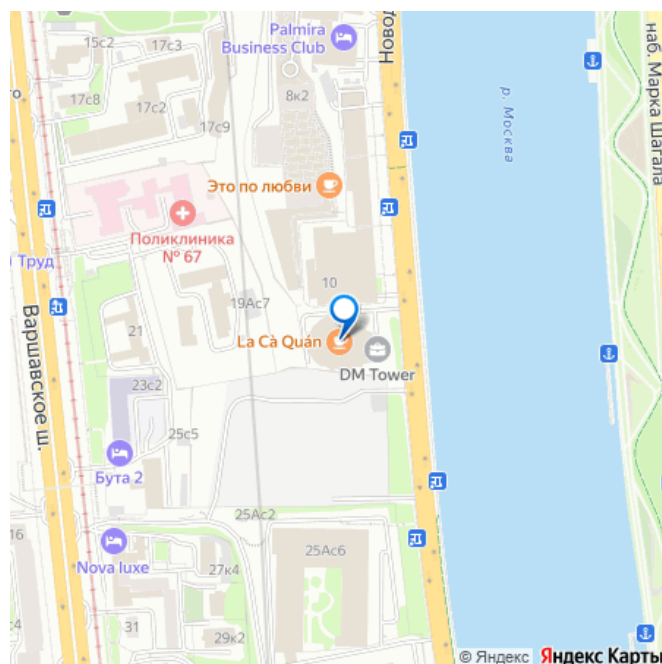 Palmira
Business Club
Новод
наб. Марка Шагала
15с2
17с3
17с8
17с2
17с9
8к2
р. Москва
Это по любви
Поликлиника
№ 67
Труд
10
19Ас7
21
La Cà Quán
DM Tower
Варшавское ш.
23с2
25с5
Бута 2
25Ас2
16
Nova luxe
27к4
25Ас6
31
29к2
© Яндекс Яндекс Карты